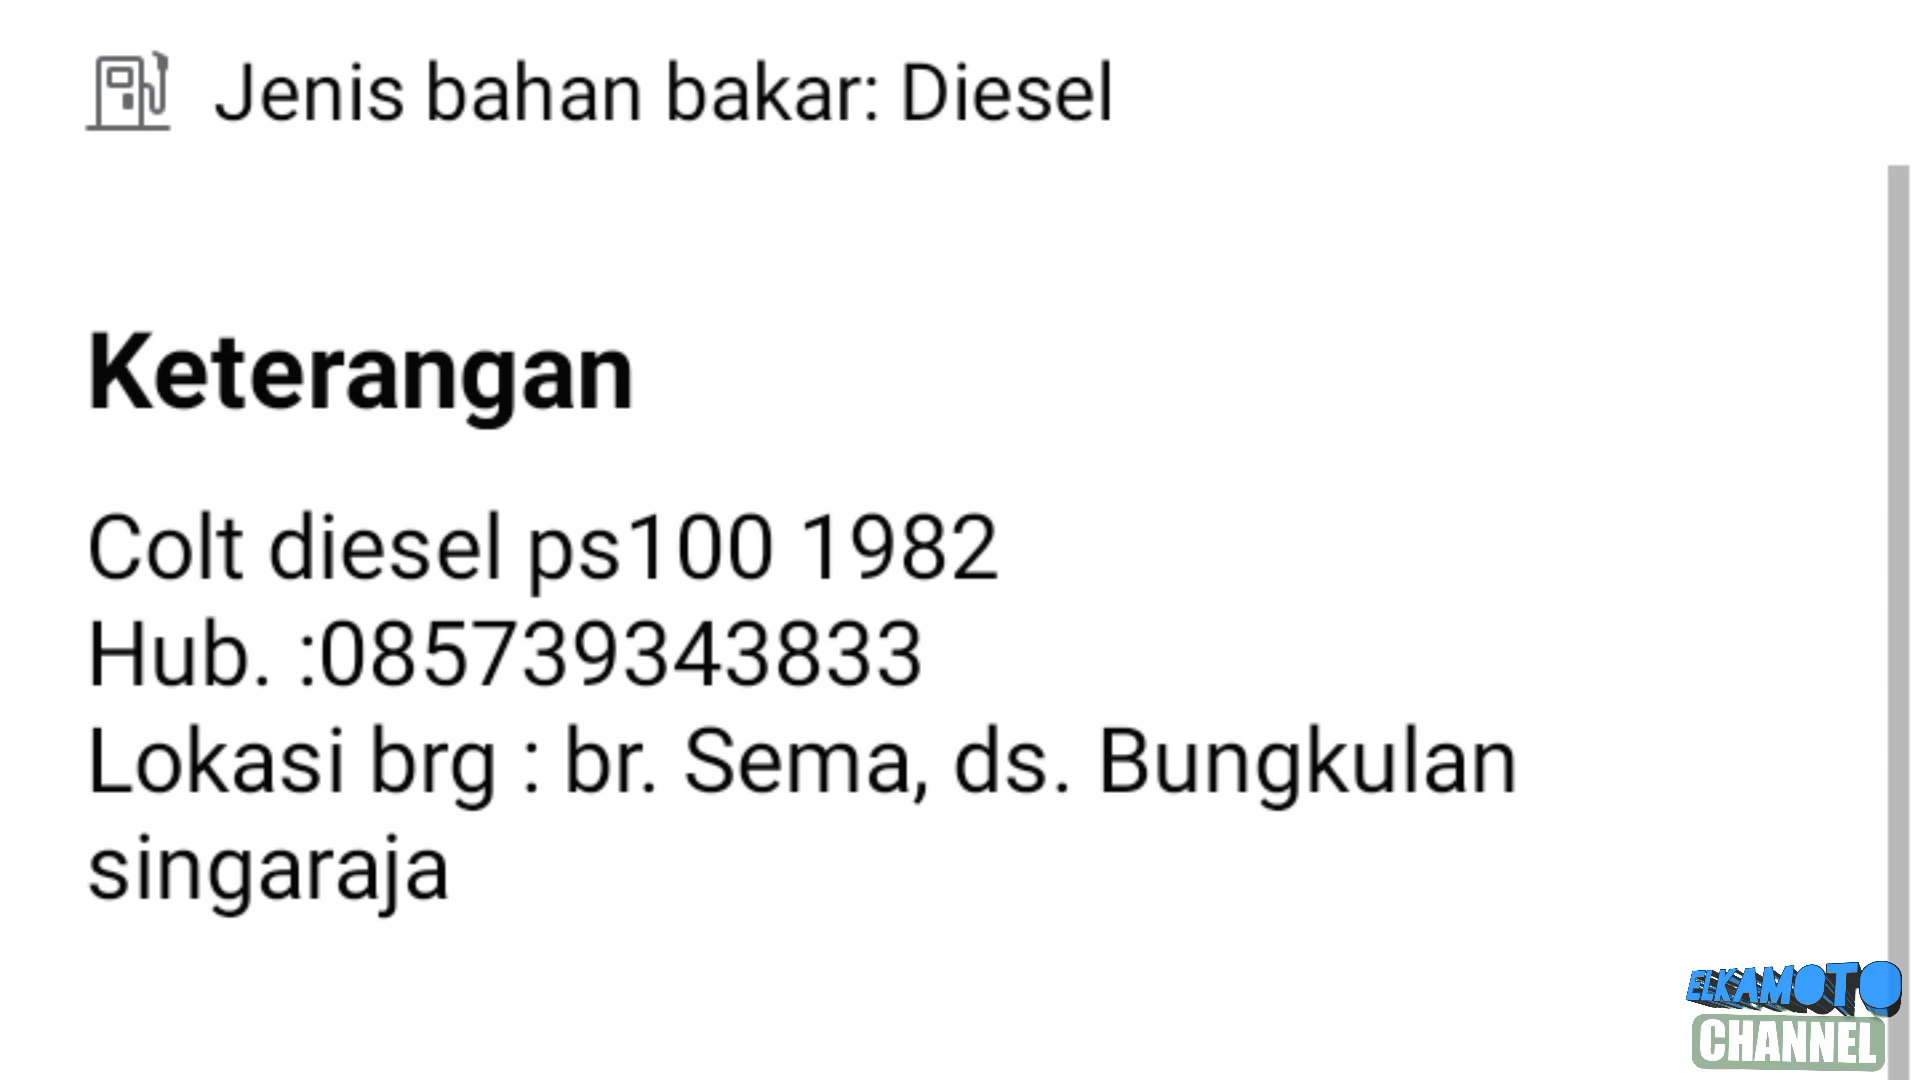 Jenis bahan bakar: Diesel
Keterangan
Colt diesel ps100 1982
Hub. :085739343833
Lokasi brg : br. Sema, ds. Bungkulan
singaraja
ELKAMOTO
CHANNEL